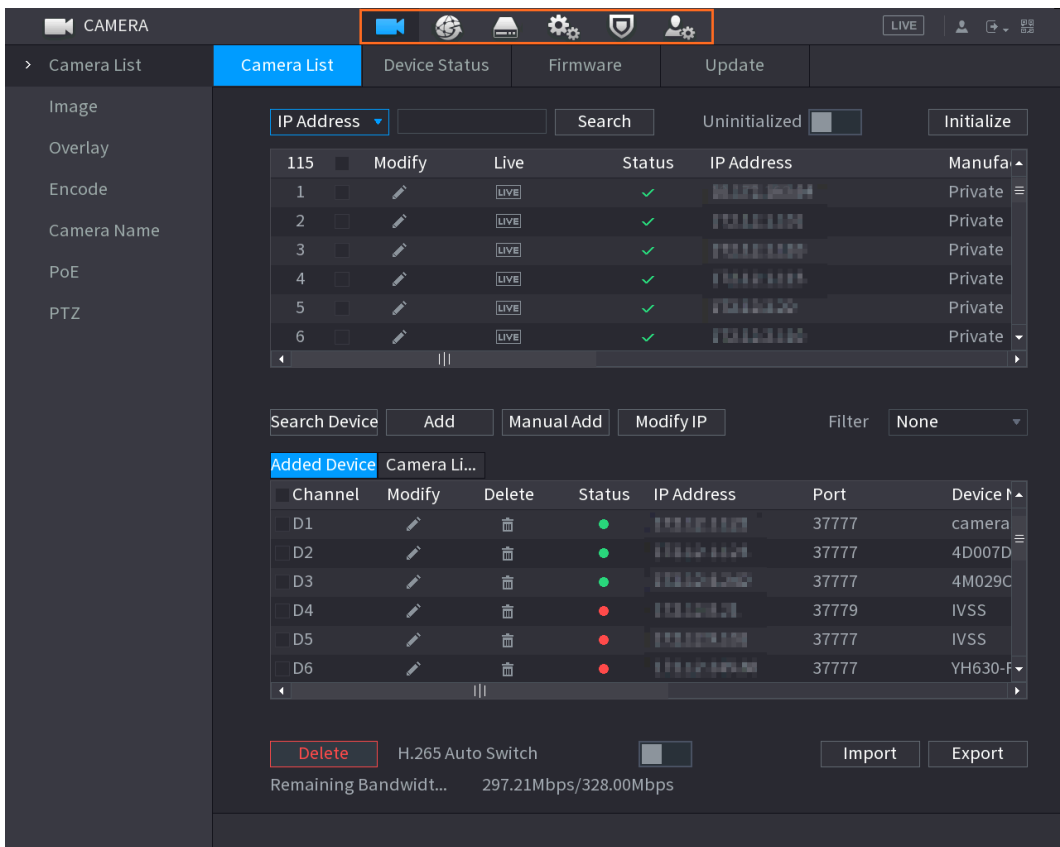 CAMERA LIVE
Camera List
Image
Overlay
Encode
Camera Name
PoE
PTZ
Camera List Device Status Firmware Update
IP Address Search Uninitialized Initialize
115 Modify Live Status IP Address Manufa
1 LIVE Private
2 LIVE Private
3 LIVE Private
4 LIVE Private
5 LIVE Private
6 LIVE Private
Search Device Add Manual Add Modify IP Filter None
Added Device Camera Li...
Channel Modify Delete Status IP Address Port Device N
D1 37777 camera
D2 37777 4D007D
D3 37777 4M029C
D4 37779 IVSS
D5 37777 IVSS
D6 37777 YH630-F
Delete H.265 Auto Switch Import Export
Remaining Bandwidt... 297.21Mbps/328.00Mbps